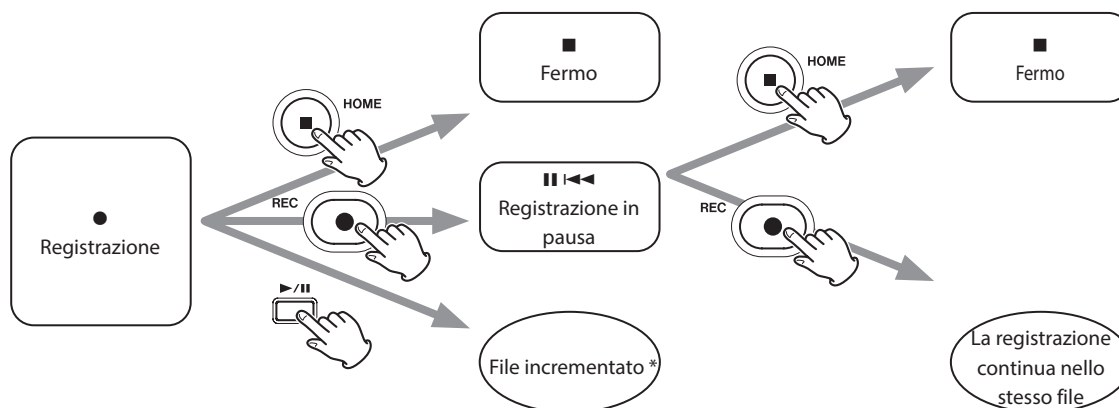 ● Registrazione
HOME
REC
►/II
■
Fermo
II I◄◄
Registrazione in
pausa
File incrementato *
HOME
REC
■
Fermo
La registrazione
continua nello
stesso file